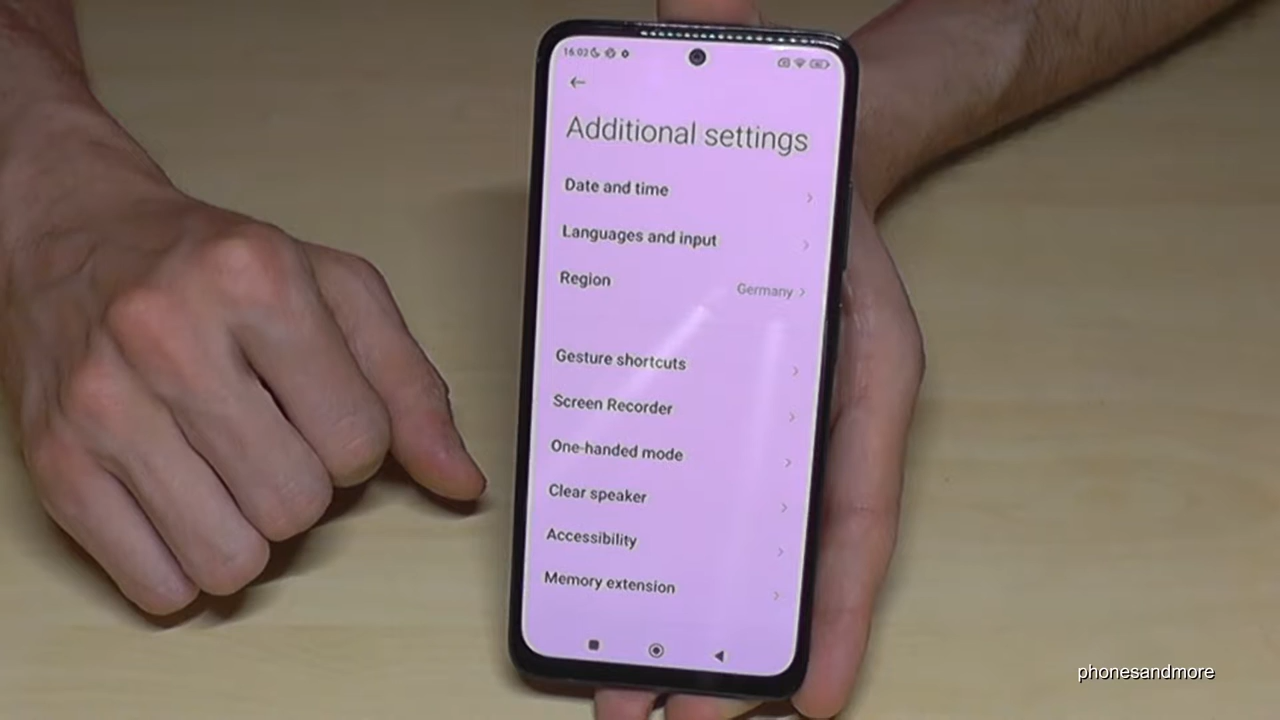 16:02
Additional settings
Date and time
Languages and input
Region
Germany
Gesture shortcuts
Screen Recorder
One-handed mode
Clear speaker
Accessibility
Memory extension
phonesandmore